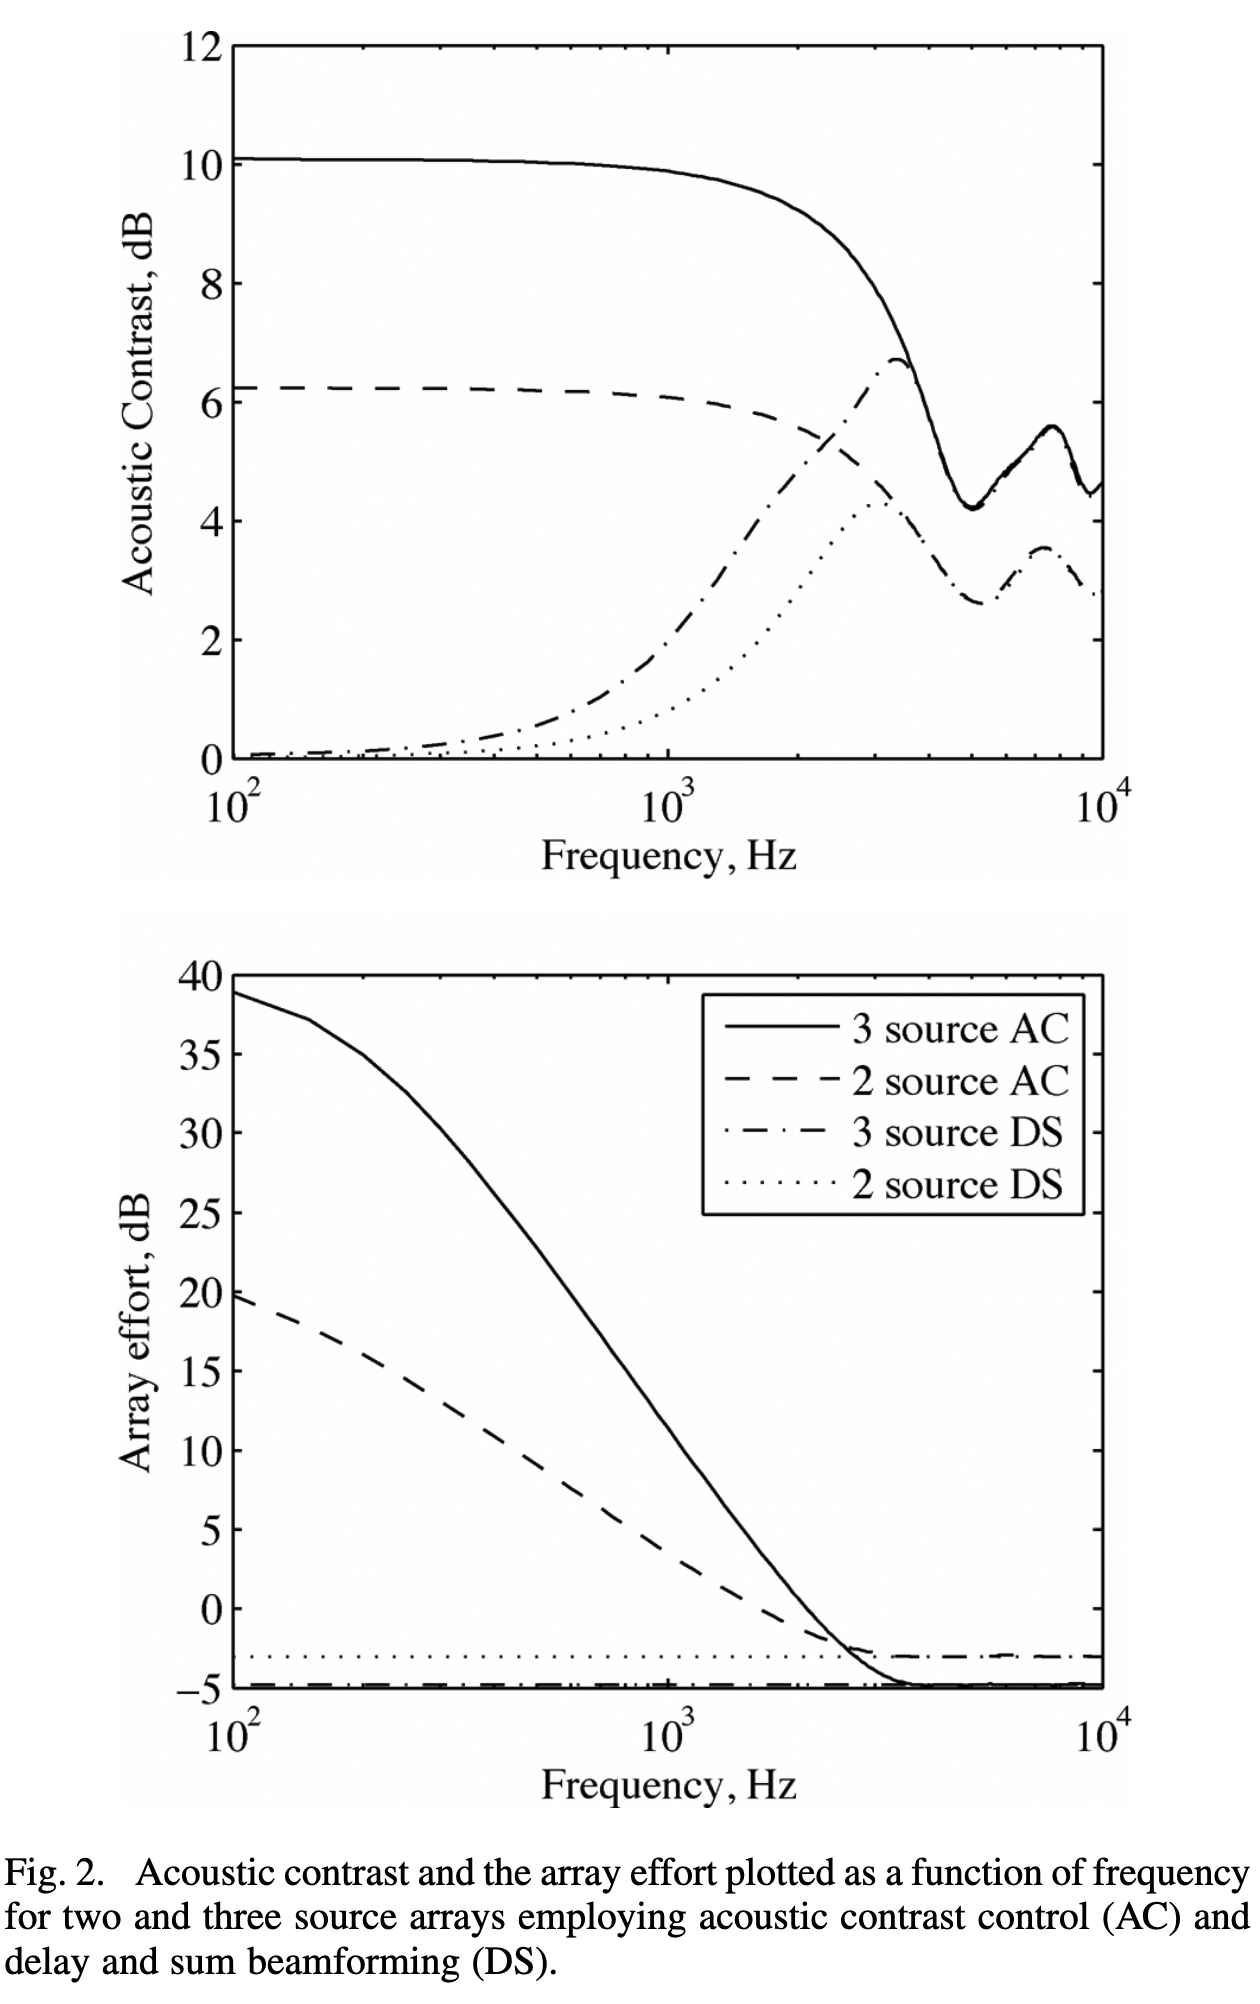 12
10
8
6
4
2
0
Acoustic Contrast, dB
10²
10³
10⁴
Frequency, Hz
40
35
30
25
20
15
10
5
0
−5
Array effort, dB
3 source AC
2 source AC
3 source DS
2 source DS
10²
10³
10⁴
Frequency, Hz
Fig. 2. Acoustic contrast and the array effort plotted as a function of frequency
for two and three source arrays employing acoustic contrast control (AC) and
delay and sum beamforming (DS).